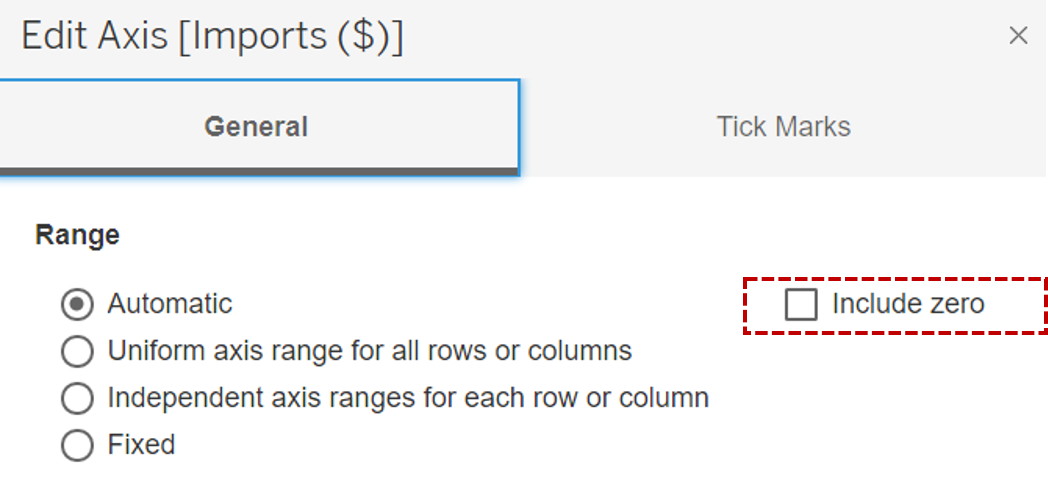 Edit Axis [Imports ($)]
General
Tick Marks
Range
Automatic
Include zero
Uniform axis range for all rows or columns
Independent axis ranges for each row or column
Fixed